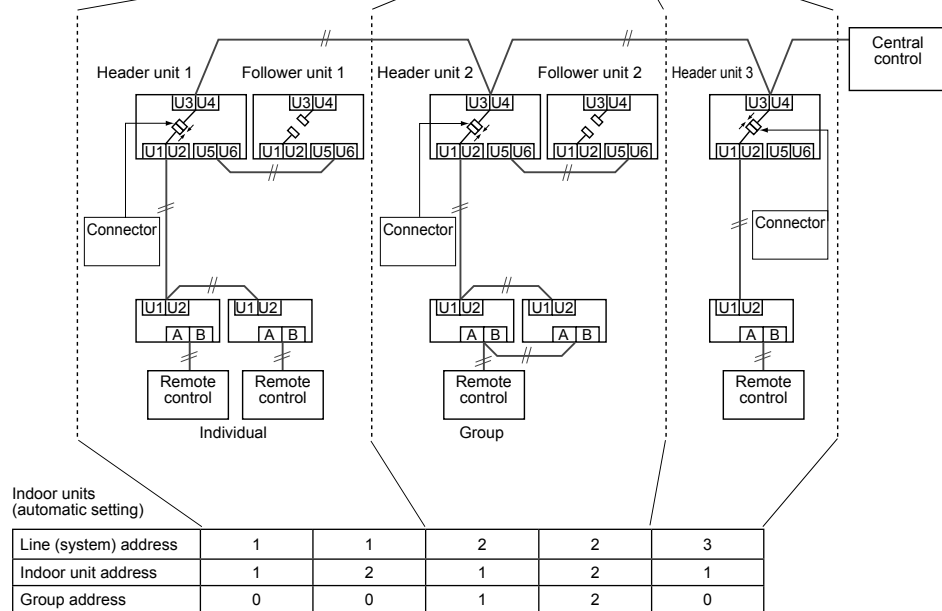 Central
control
Header unit 1 Follower unit 1 Header unit 2 Follower unit 2 Header unit 3
U3 U4 U3 U4 U3 U4 U3 U4 U3 U4
U1 U2 U5 U6 U1 U2 U5 U6 U1 U2 U5 U6 U1 U2 U5 U6 U1 U2 U5 U6
Connector Connector Connector
U1 U2 U1 U2 U1 U2 U1 U2 U1 U2
A B A B A B A B A B
Remote
control
Remote
control
Remote
control
Remote
control
Individual Group
Indoor units
(automatic setting)
Line (system) address 1 1 2 2 3
Indoor unit address 1 2 1 2 1
Group address 0 0 1 2 0